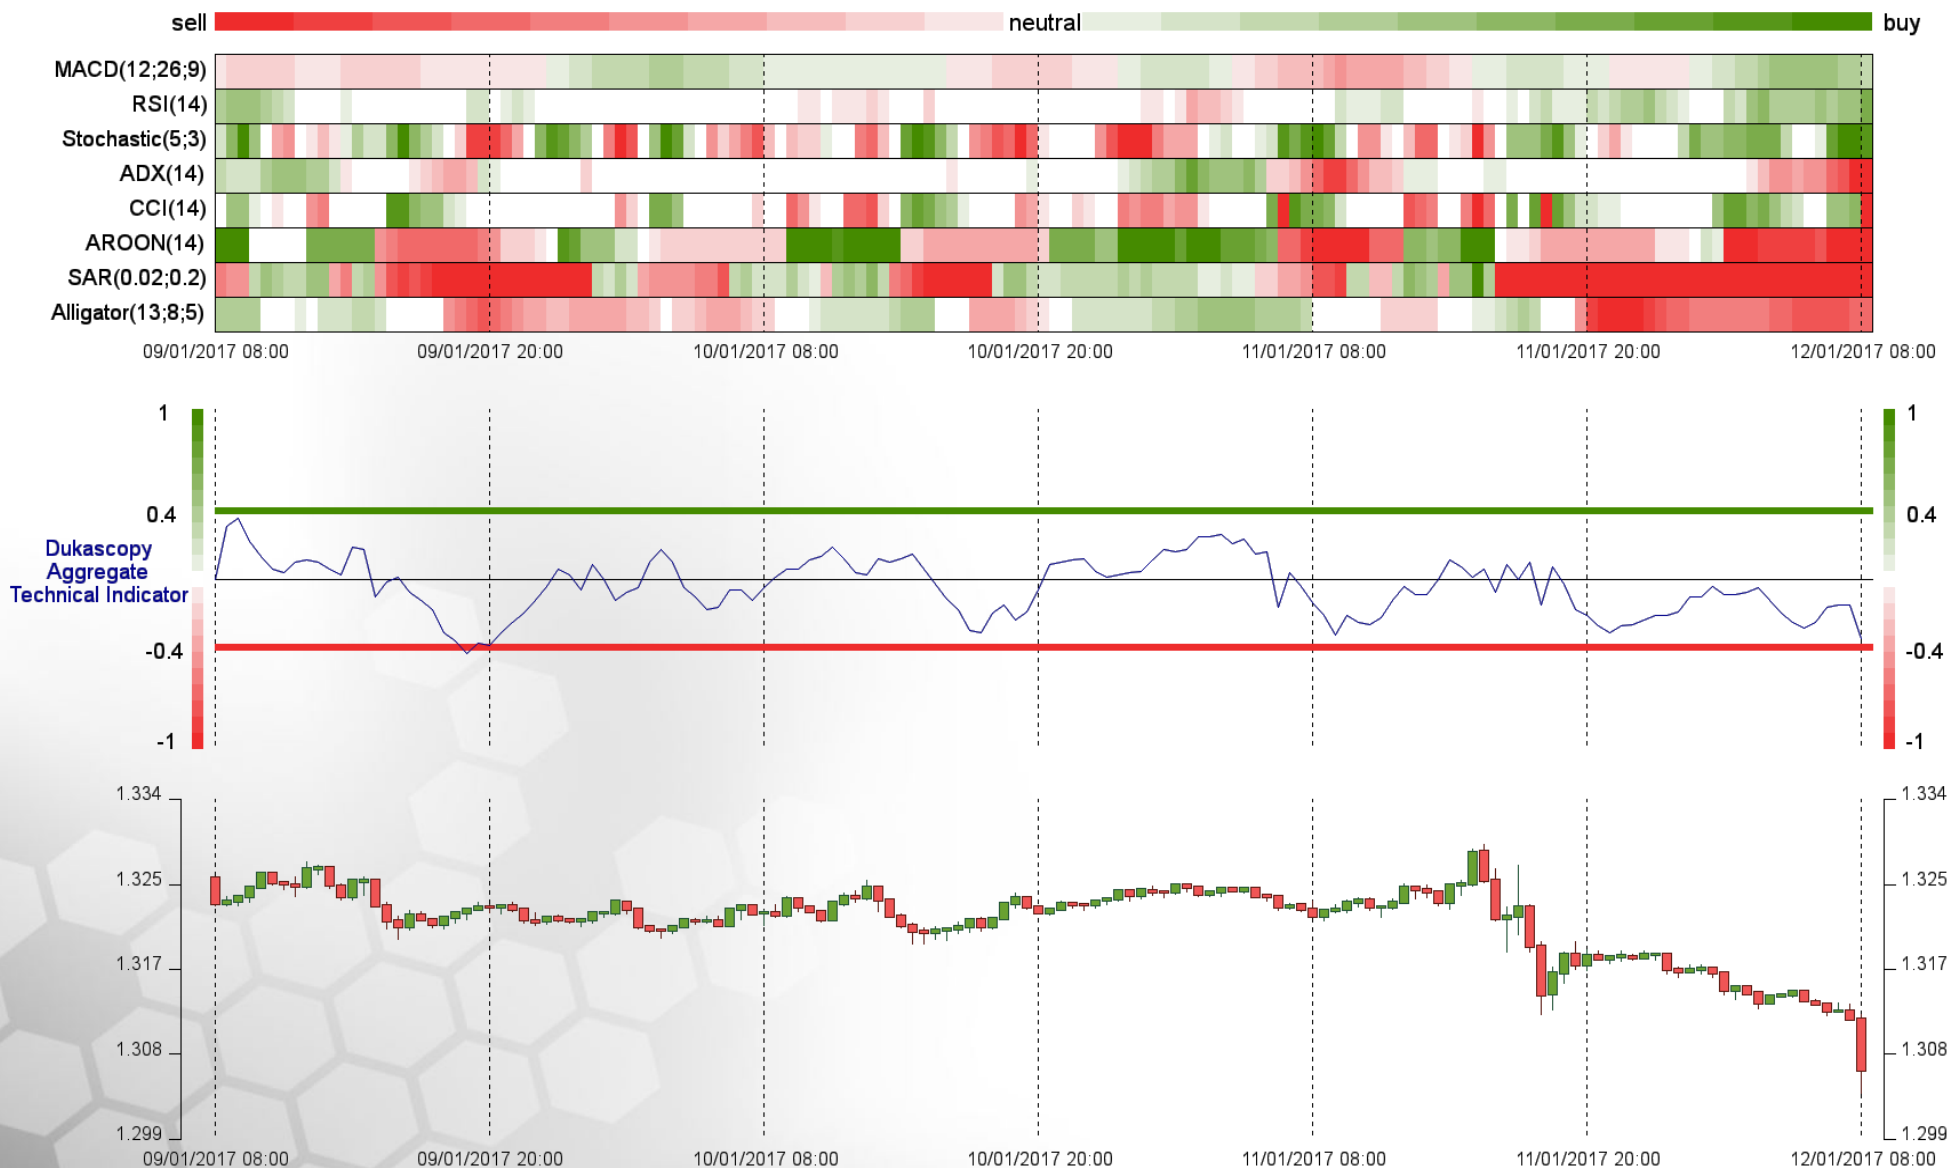 sell neutral buy
MACD(12;26;9)
RSI(14)
Stochastic(5;3)
ADX(14)
CCI(14)
AROON(14)
SAR(0.02;0.2)
Alligator(13;8;5)
09/01/2017 08:00 09/01/2017 20:00 10/01/2017 08:00 10/01/2017 20:00 11/01/2017 08:00 11/01/2017 20:00 12/01/2017 08:00
1 1
0.4 0.4
Dukascopy
Aggregate
Technical Indicator
-0.4 -0.4
-1 -1
1.334 1.334
1.325 1.325
1.317 1.317
1.308 1.308
1.299 1.299
09/01/2017 08:00 09/01/2017 20:00 10/01/2017 08:00 10/01/2017 20:00 11/01/2017 08:00 11/01/2017 20:00 12/01/2017 08:00